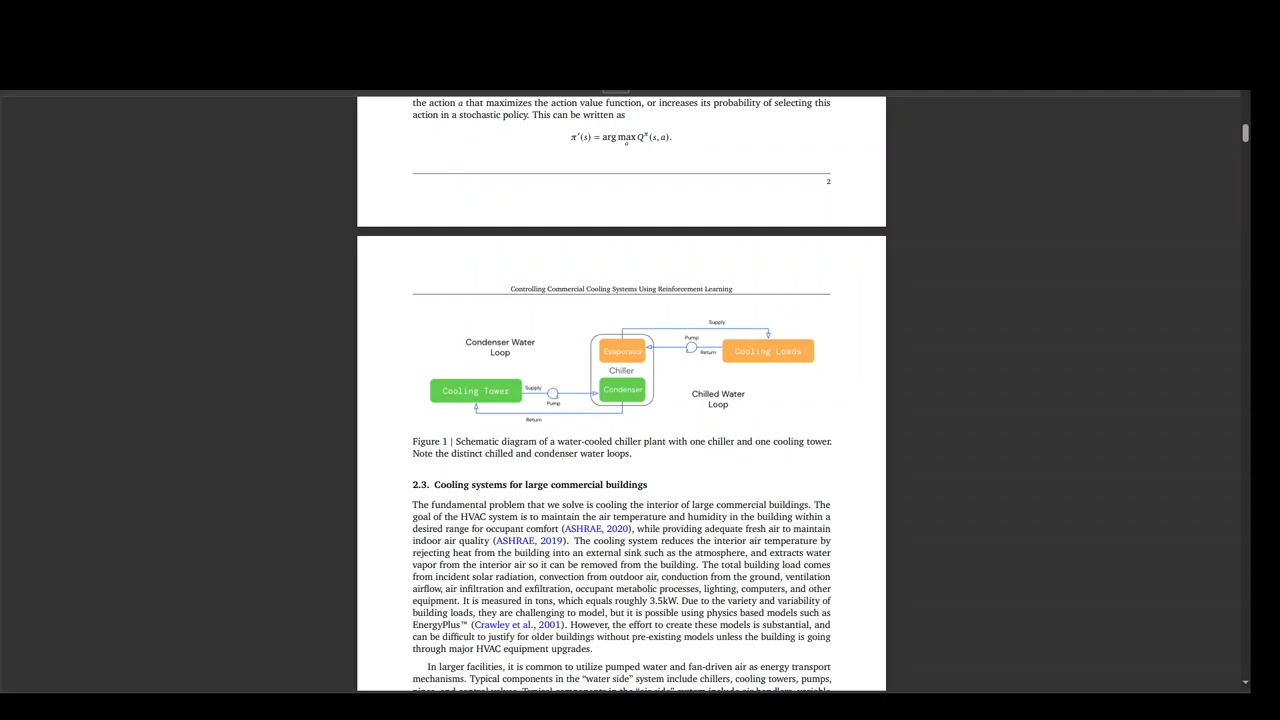 the action a that maximizes the action value function, or increases its probability of selecting this
action in a stochastic policy. This can be written as
π′(s) = arg max Qπ(s, a).
a
2
Controlling Commercial Cooling Systems Using Reinforcement Learning
Supply
Condenser Water
Loop
Evaporator
Pump
Return
Cooling Loads
Chiller
Cooling Tower
Supply
Pump
Condenser
Chilled Water
Loop
Return
Figure 1 | Schematic diagram of a water-cooled chiller plant with one chiller and one cooling tower.
Note the distinct chilled and condenser water loops.
2.3. Cooling systems for large commercial buildings
The fundamental problem that we solve is cooling the interior of large commercial buildings. The
goal of the HVAC system is to maintain the air temperature and humidity in the building within a
desired range for occupant comfort (ASHRAE, 2020), while providing adequate fresh air to maintain
indoor air quality (ASHRAE, 2019). The cooling system reduces the interior air temperature by
rejecting heat from the building into an external sink such as the atmosphere, and extracts water
vapor from the interior air so it can be removed from the building. The total building load comes
from incident solar radiation, convection from outdoor air, conduction from the ground, ventilation
airflow, air infiltration and exfiltration, occupant metabolic processes, lighting, computers, and other
equipment. It is measured in tons, which equals roughly 3.5kW. Due to the variety and variability of
building loads, they are challenging to model, but it is possible using physics based models such as
EnergyPlus™ (Crawley et al., 2001). However, the effort to create these models is substantial, and
can be difficult to justify for older buildings without pre-existing models unless the building is going
through major HVAC equipment upgrades.
In larger facilities, it is common to utilize pumped water and fan-driven air as energy transport
mechanisms. Typical components in the “water side” system include chillers, cooling towers, pumps,